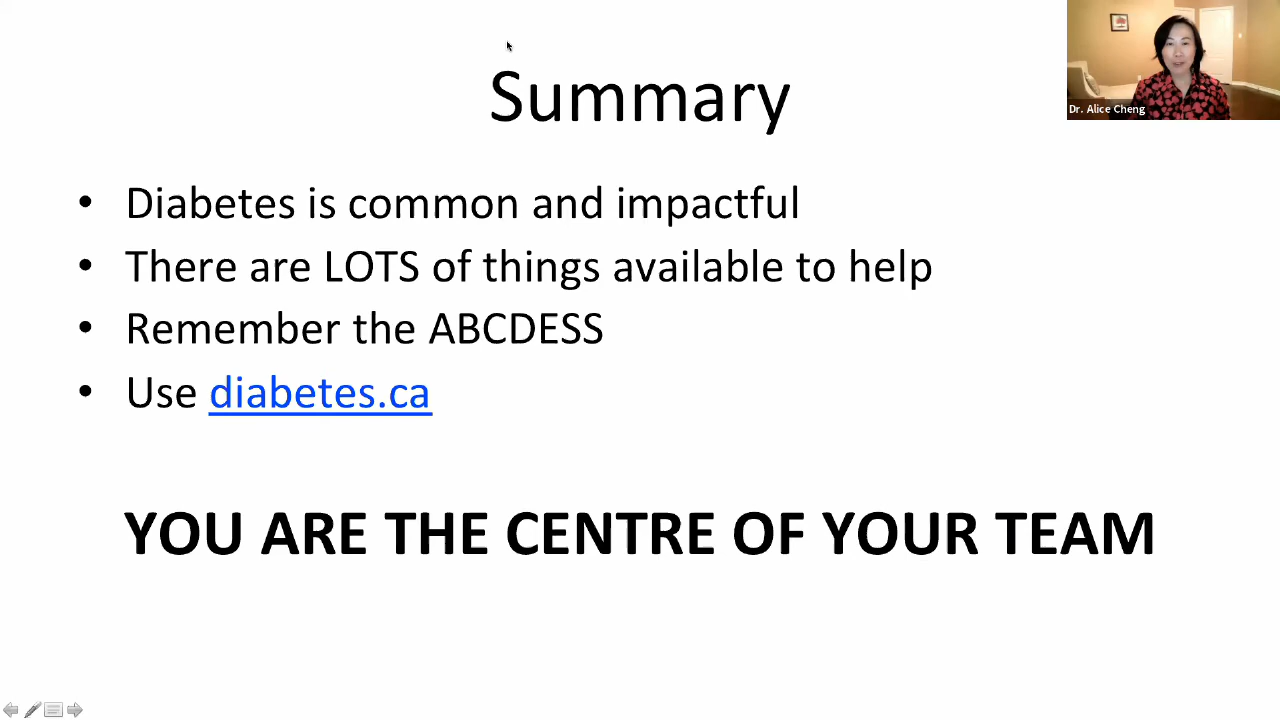 Summary
Dr. Alice Cheng
• Diabetes is common and impactful
• There are LOTS of things available to help
• Remember the ABCDESS
• Use diabetes.ca
YOU ARE THE CENTRE OF YOUR TEAM